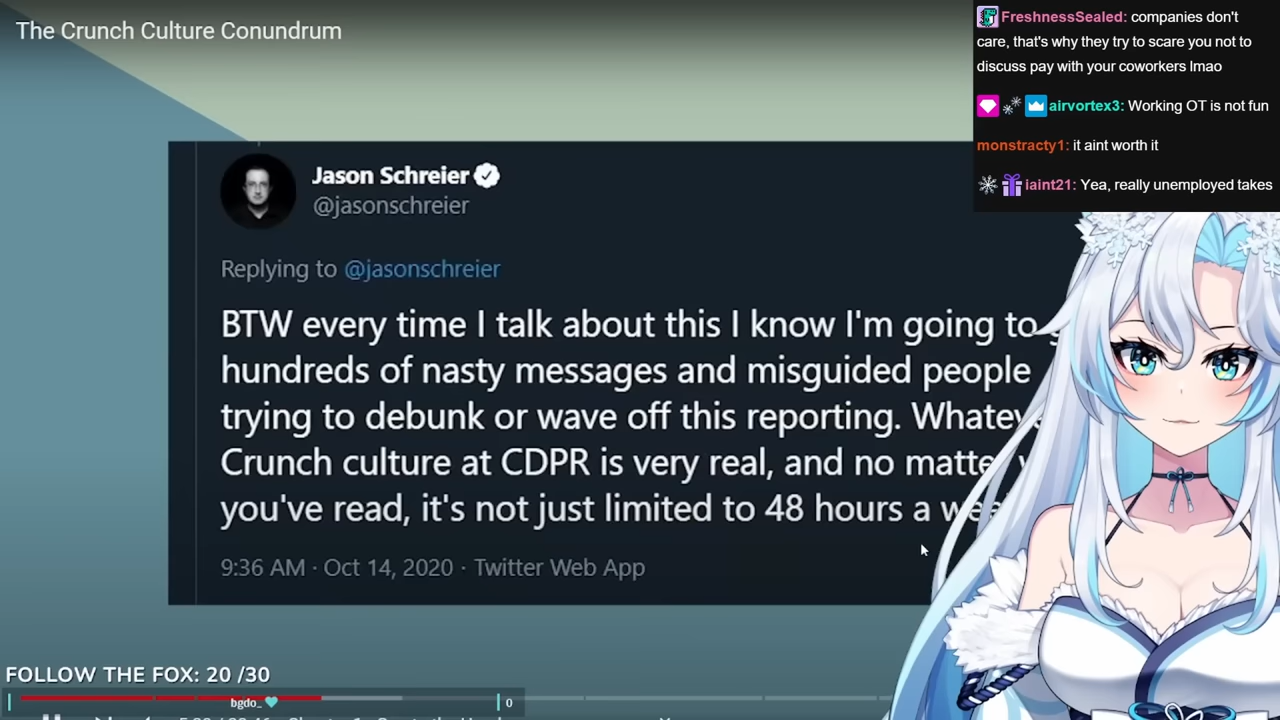 The Crunch Culture Conundrum
FreshnessSealed: companies don't
care, that's why they try to scare you not to
discuss pay with your coworkers lmao
airvortex3: Working OT is not fun
monstracty1: it aint worth it
iaint21: Yea, really unemployed takes
Jason Schreier
@jasonschreier
Replying to @jasonschreier
BTW every time I talk about this I know I'm going to
hundreds of nasty messages and misguided people
trying to debunk or wave off this reporting.
Crunch culture at CDPR is very real, and no
you've read, it's not just limited to 48 hours a
9:36 AM · Oct 14, 2020 · Twitter Web App
FOLLOW THE FOX: 20 /30
bgdo_
0